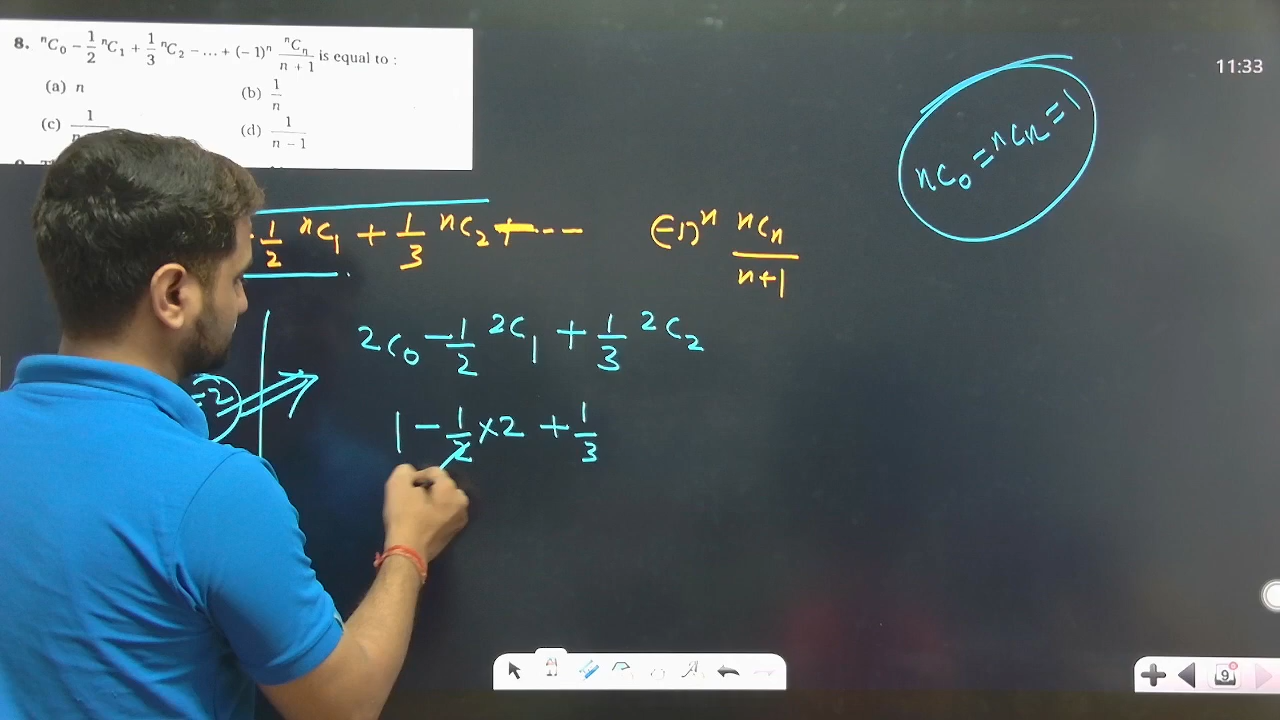 8. ⁿC₀ − 1/2 ⁿC₁ + 1/3 ⁿC₂ − ... + (− 1)ⁿ ⁿCₙ/(n + 1) is equal to :
(a) n (b) 1/n
(c) 1/n (d) 1/(n − 1)
11:33
nC₀ = nCn = 1
1/2 nC₁ + 1/3 nC₂ + --- (-1)ⁿ nCn/(n+1)
2C₀ − 1/2 2C₁ + 1/3 2C₂
=2
1 − 1/2 × 2 + 1/3
9